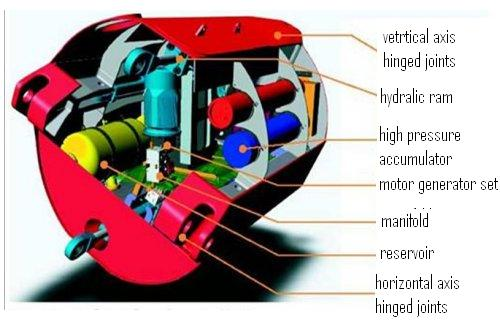 vetrtical axis
hinged joints
hydralic ram
high pressure
accumulator
motor generator set
manifold
reservoir
horizontal axis
hinged joints